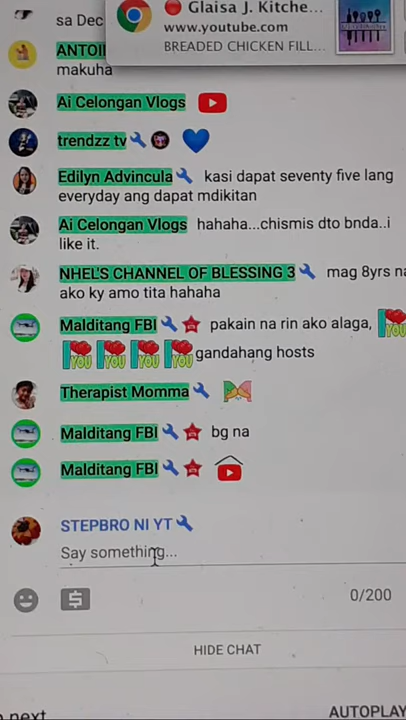 Glaisa J. Kitche...
www.youtube.com
BREADED CHICKEN FILL...
sa Dec
makuha
Ai Celongan Vlogs
trendzz tv
Edilyn Advincula kasi dapat seventy five lang
everyday ang dapat mdikitan
Ai Celongan Vlogs hahaha...chismis dto bnda..i
like it.
NHEL'S CHANNEL OF BLESSING 3 mag 8yrs na
ako ky amo tita hahaha
Malditang FBI pakain na rin ako alaga, I YOU
I YOU I YOU I YOU I YOU gandahang hosts
Therapist Momma
Malditang FBI bg na
Malditang FBI
STEPBRO NI YT
Say something...
$
0/200
HIDE CHAT
next
AUTOPLAY